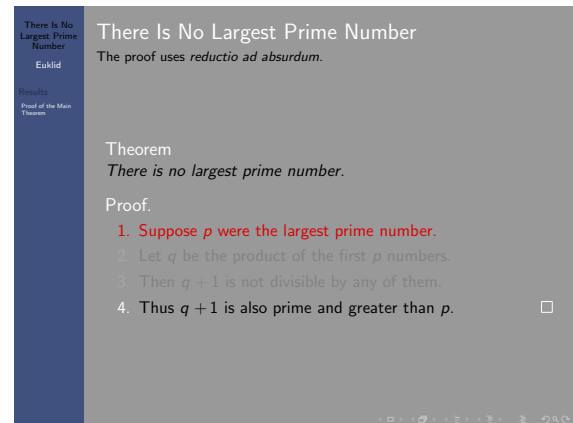 There Is No
Largest Prime
Number
Euklid
Results
Proof of the Main
Theorem
There Is No Largest Prime Number
The proof uses reductio ad absurdum.
Theorem
There is no largest prime number.
Proof.
1. Suppose p were the largest prime number.
2. Let q be the product of the first p numbers.
3. Then q + 1 is not divisible by any of them.
4. Thus q + 1 is also prime and greater than p. □